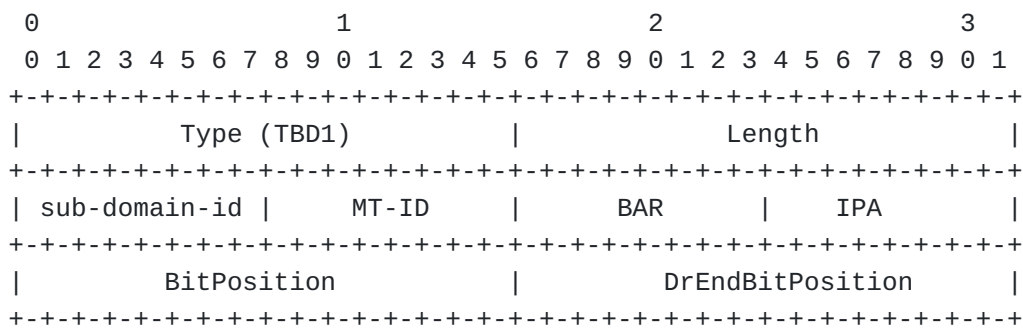 0                   1                   2                   3
 0 1 2 3 4 5 6 7 8 9 0 1 2 3 4 5 6 7 8 9 0 1 2 3 4 5 6 7 8 9 0 1
+-+-+-+-+-+-+-+-+-+-+-+-+-+-+-+-+-+-+-+-+-+-+-+-+-+-+-+-+-+-+-+-+
|          Type (TBD1)          |             Length            |
+-+-+-+-+-+-+-+-+-+-+-+-+-+-+-+-+-+-+-+-+-+-+-+-+-+-+-+-+-+-+-+-+
| sub-domain-id |     MT-ID     |      BAR      |    IPA        |
+-+-+-+-+-+-+-+-+-+-+-+-+-+-+-+-+-+-+-+-+-+-+-+-+-+-+-+-+-+-+-+-+
|         BitPosition           |         DrEndBitPosition      |
+-+-+-+-+-+-+-+-+-+-+-+-+-+-+-+-+-+-+-+-+-+-+-+-+-+-+-+-+-+-+-+-+